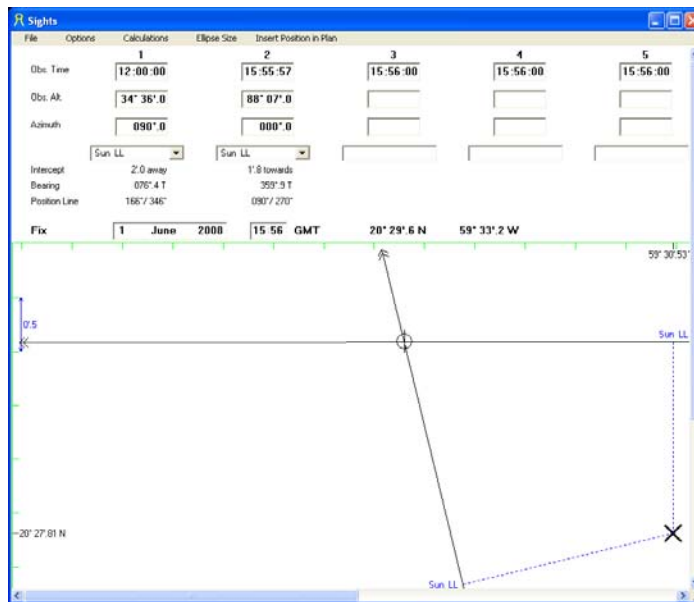 Sights
File Options Calculations Ellipse Size Insert Position in Plan
1 2 3 4 5
Obs. Time 12:00:00 15:55:57 15:56:00 15:56:00 15:56:00
Obs. Alt. 34° 36'.0 88° 07'.0
Azimuth 090°.0 000°.0
Sun LL Sun LL
Intercept 2'.0 away 1'.8 towards
Bearing 076°.4 T 359°.9 T
Position Line 166°/ 346° 090°/ 270°
Fix 1 June 2008 15 56 GMT 20° 29'.6 N 59° 33'.2 W
59° 30'.53'
0'.5
Sun LL
20° 27'.81 N
Sun LL